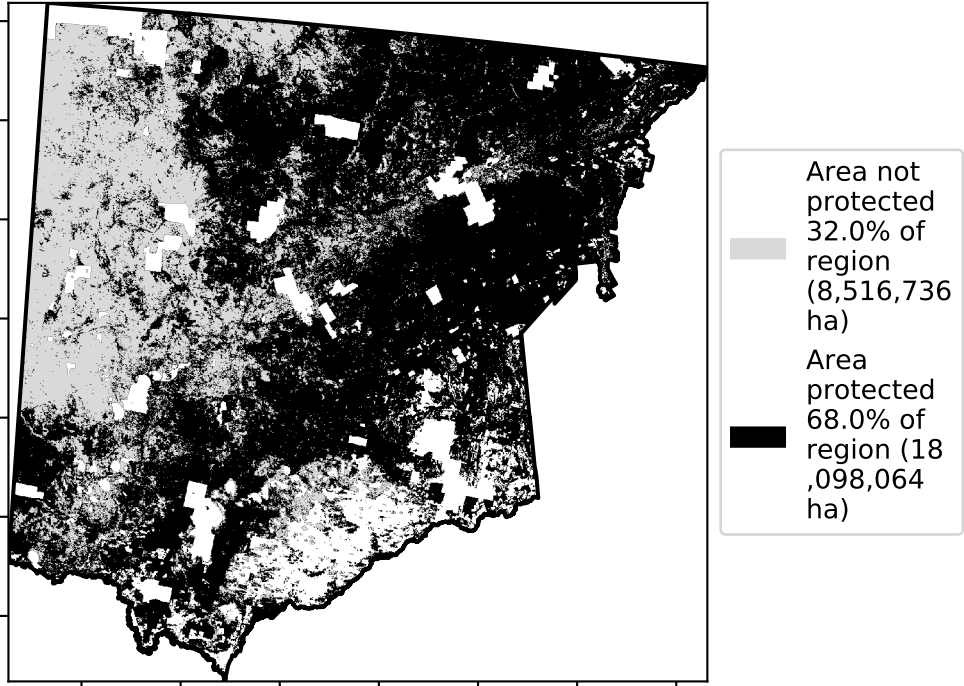 Area not
protected
32.0% of
region
(8,516,736
ha)
Area
protected
68.0% of
region (18
,098,064
ha)